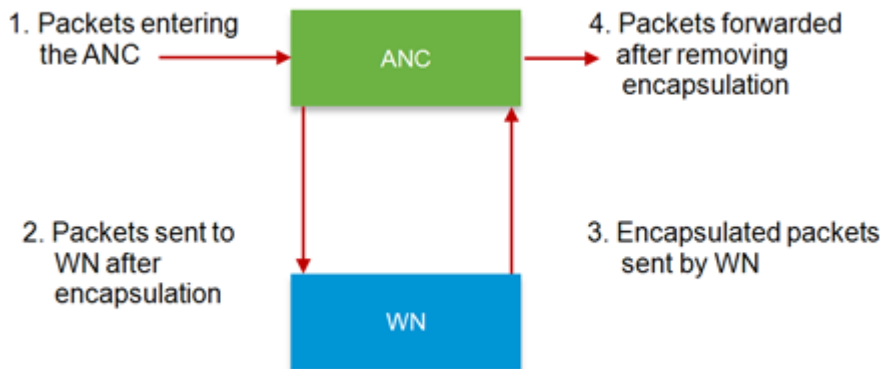 1. Packets entering
the ANC
ANC
4. Packets forwarded
after removing
encapsulation
2. Packets sent to
WN after
encapsulation
3. Encapsulated packets
sent by WN
WN